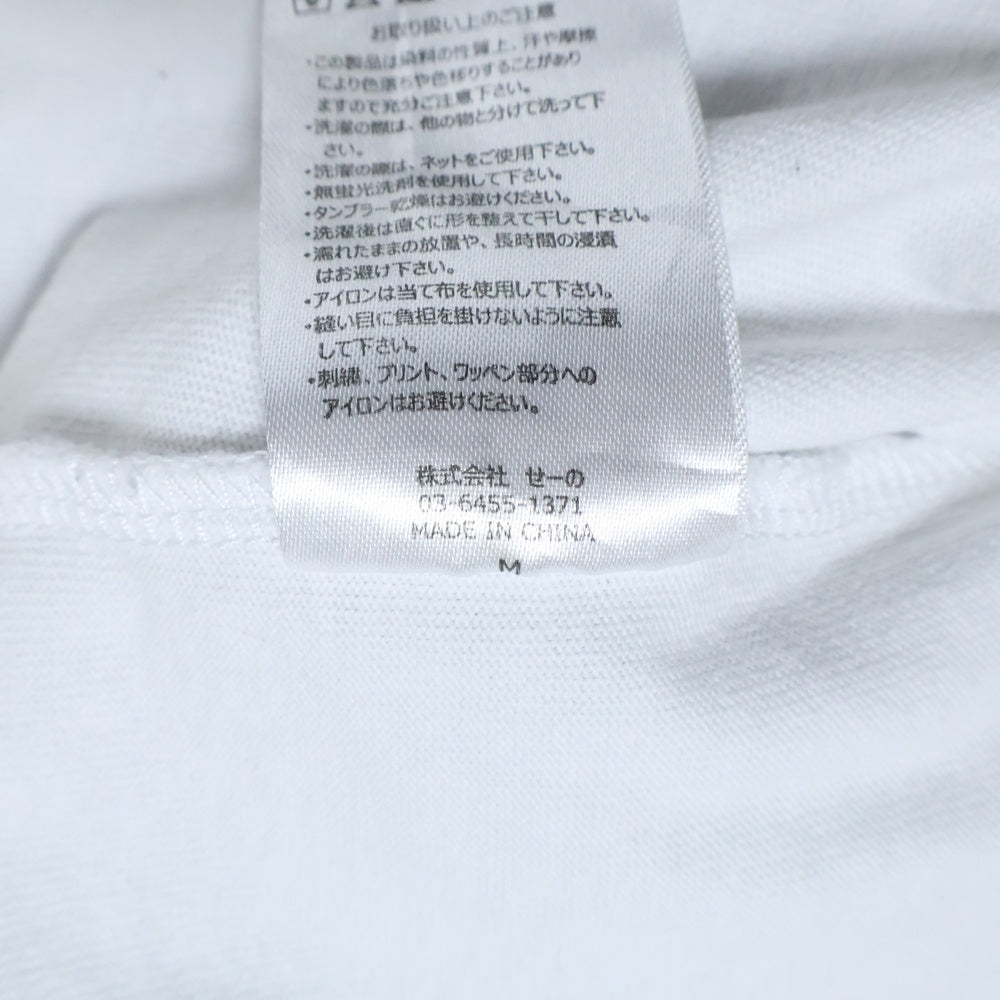 お取り扱い上のご注意
・この製品は染料の性質上、汗や摩擦
により色落ちや色移りすることがあり
ますので充分ご注意下さい。
・洗濯の際は、他の物と分けて洗って下
さい。
・洗濯の際は、ネットをご使用下さい。
・無蛍光洗剤を使用して下さい。
・タンブラー乾燥はお避けください。
・洗濯後は直ぐに形を整えて干して下さい。
・濡れたままの放置や、長時間の浸漬
はお避け下さい。
・アイロンは当て布を使用して下さい。
・縫い目に負担を掛けないように注意
して下さい。
・刺繍、プリント、ワッペン部分への
アイロンはお避けください。
株式会社 せーの
03-6455-1371
MADE IN CHINA
M